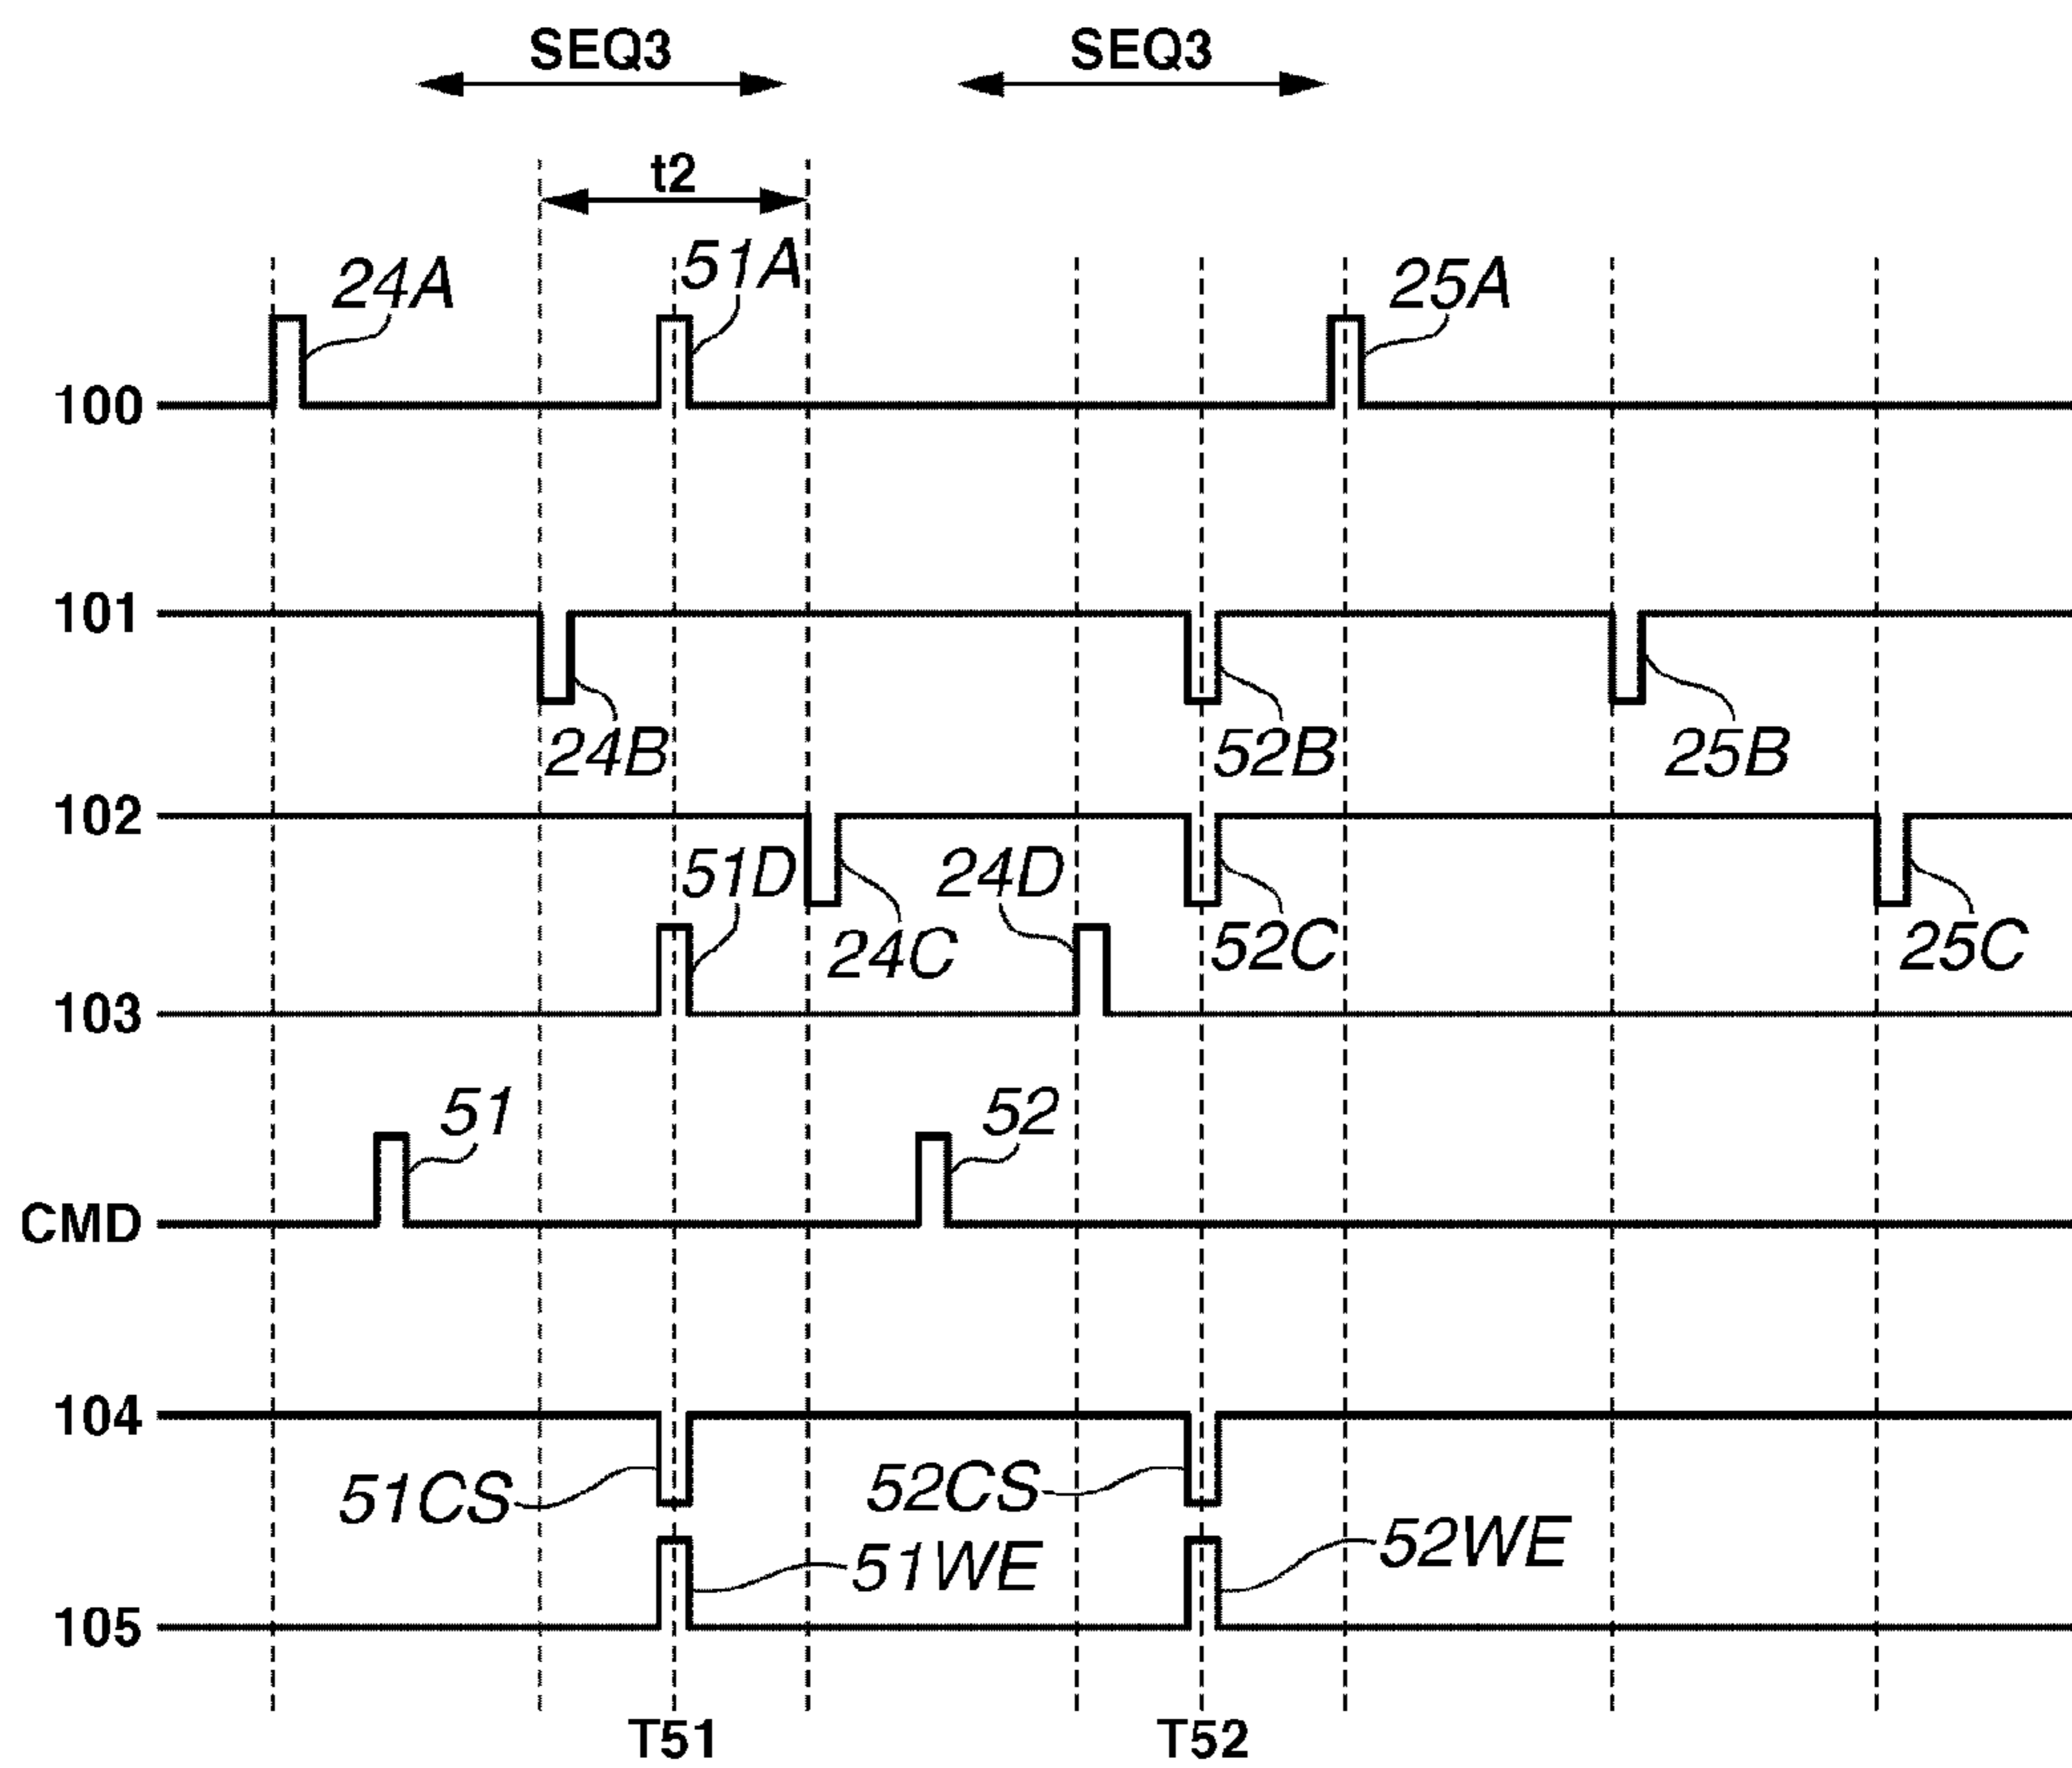 SEQ3 SEQ3
t2
24A 51A 25A
100
101
24B 52B 25B
102
51D 24D
24C 52C 25C
103
51 52
CMD
104
51CS 52CS
51WE 52WE
105
T51 T52